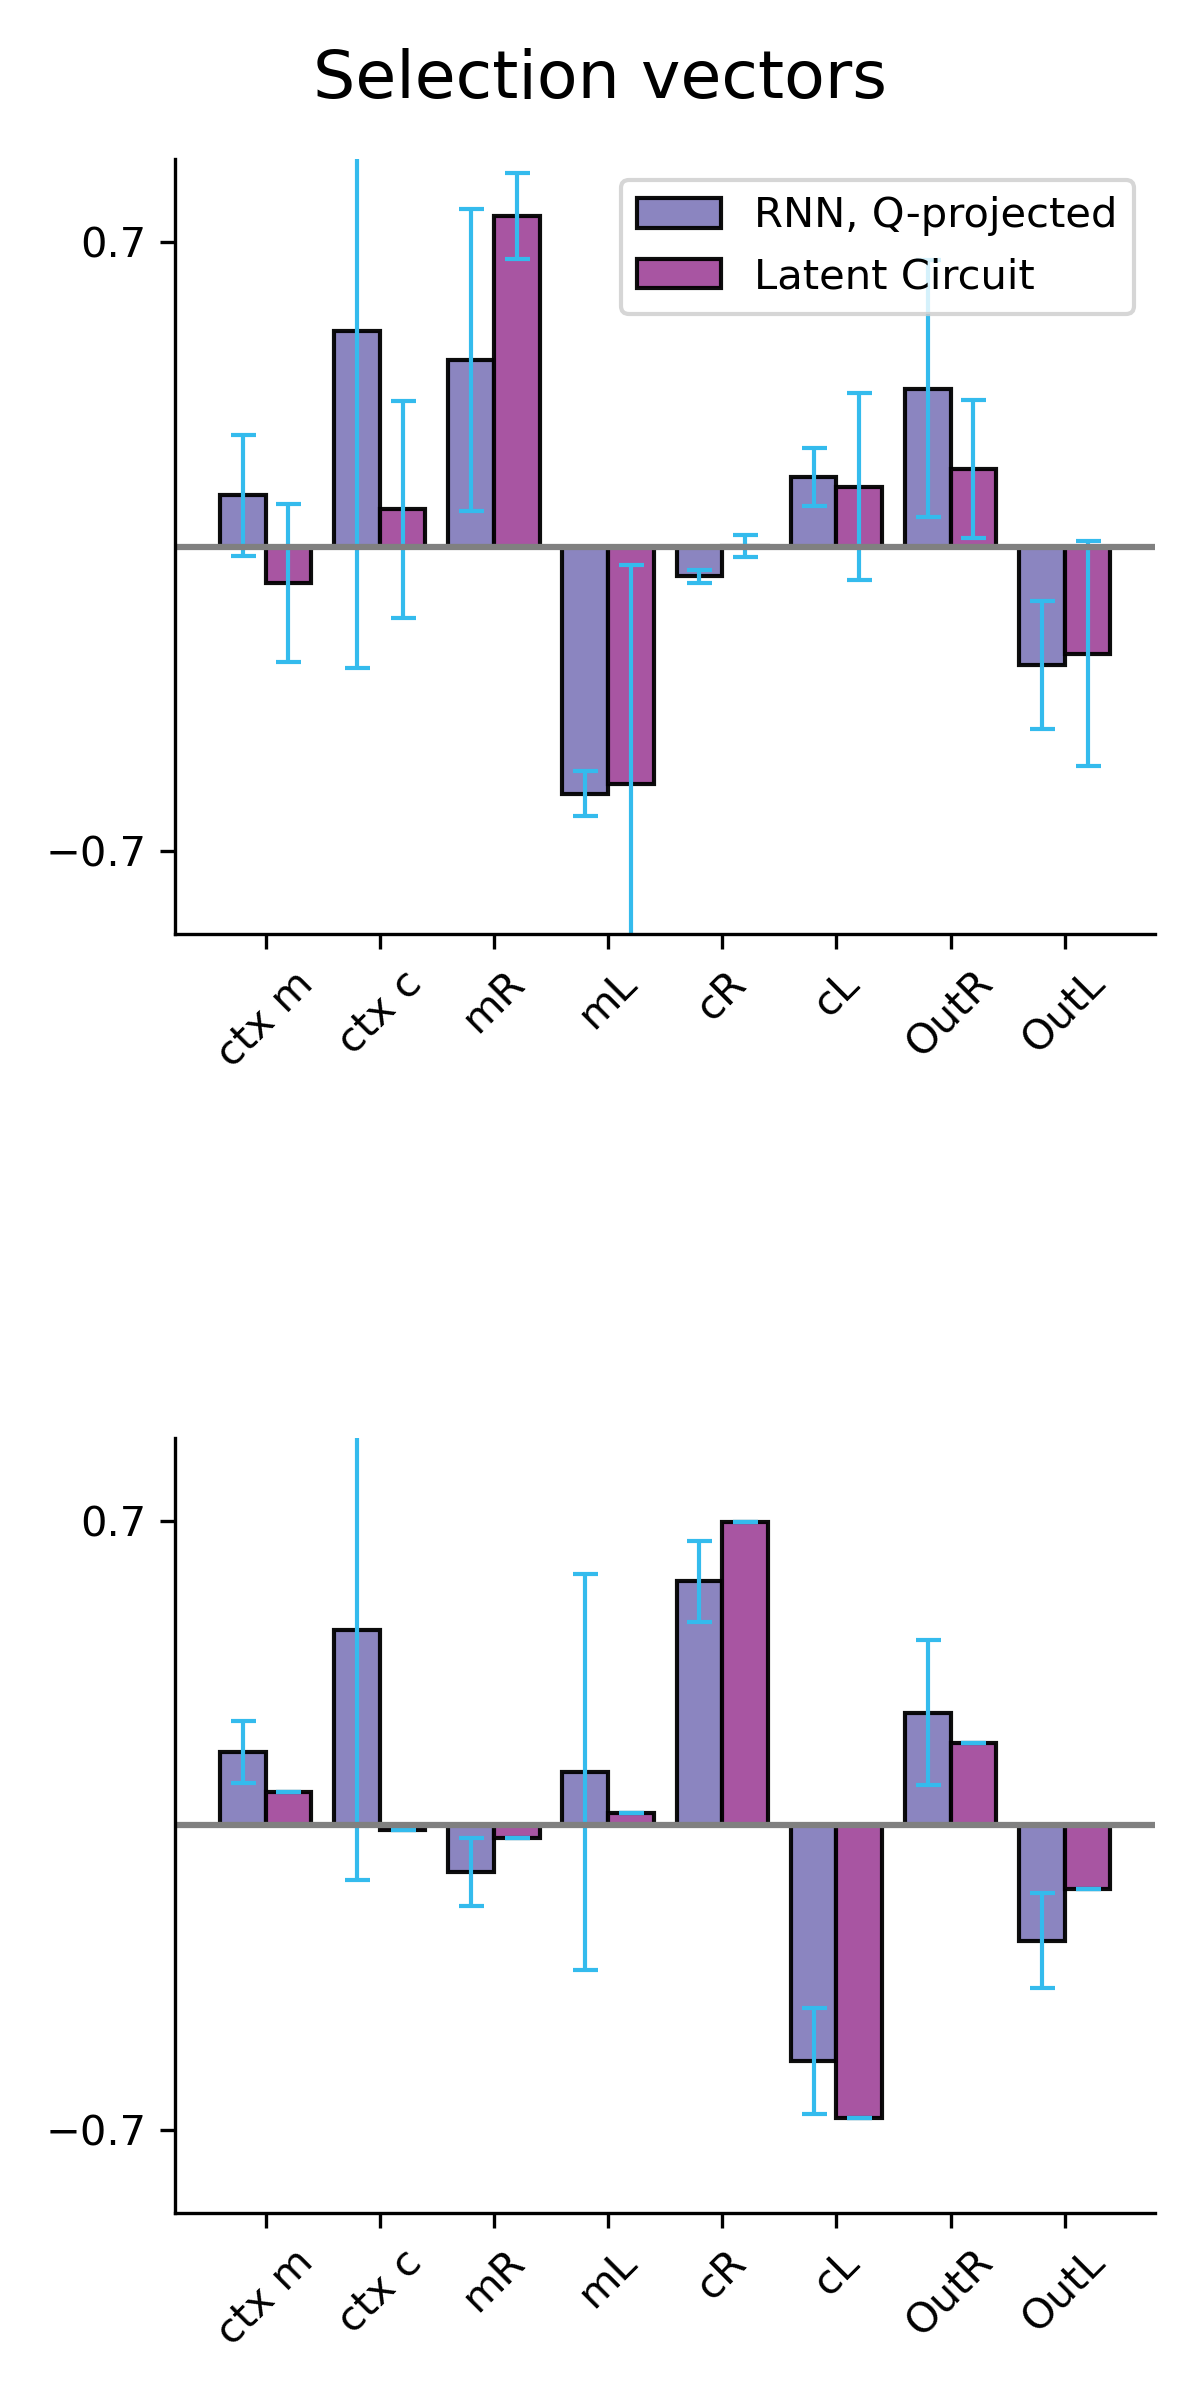 Selection vectors
RNN, Q-projected
Latent Circuit
0.7
−0.7
ctx m
ctx c
mR
mL
cR
cL
OutR
OutL
0.7
−0.7
ctx m
ctx c
mR
mL
cR
cL
OutR
OutL